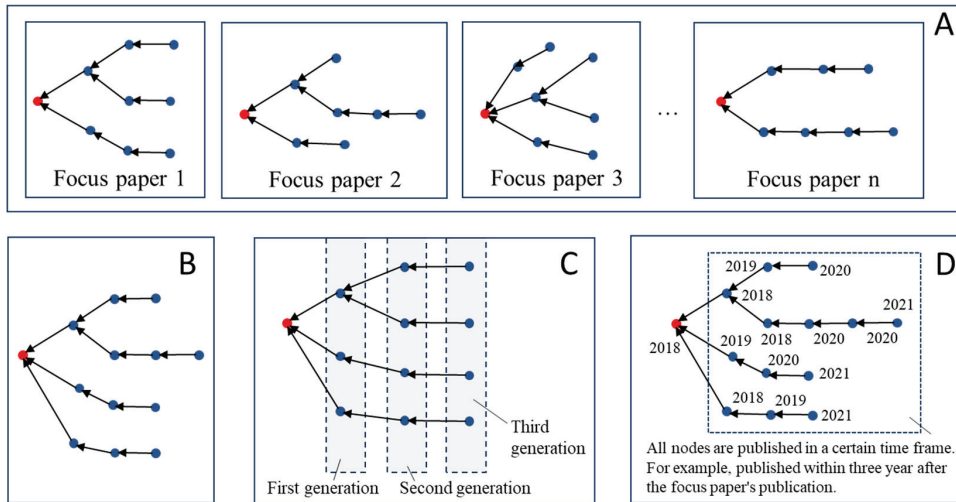 A
Focus paper 1
Focus paper 2
Focus paper 3
...
Focus paper n
B
C
First generation
Second generation
Third
generation
D
2019
2020
2018
2021
2018
2020
2020
2018
2019
2020
2021
2018
2019
2021
All nodes are published in a certain time frame.
For example, published within three year after
the focus paper's publication.